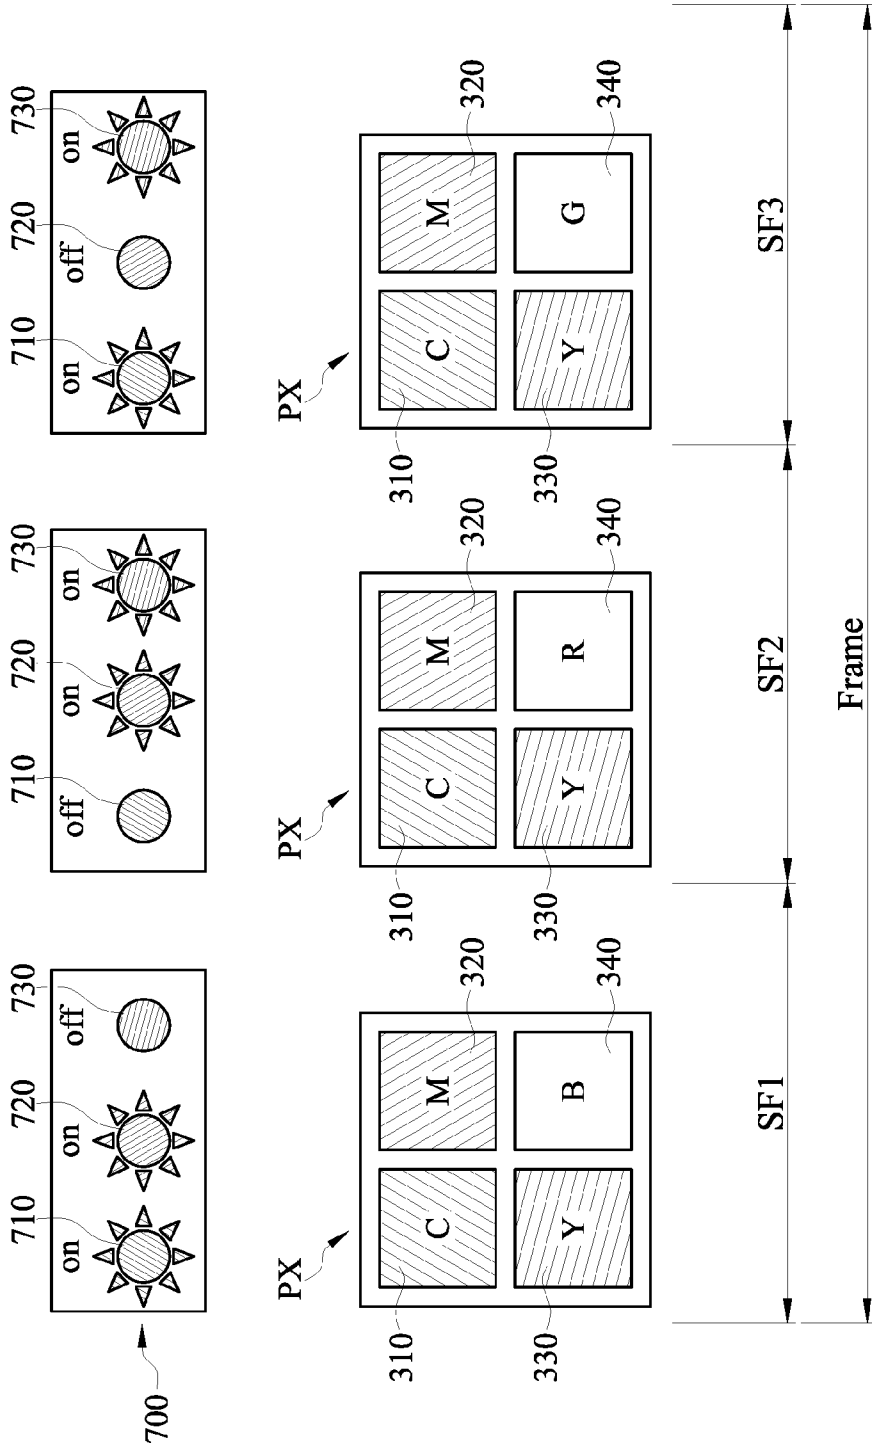 700
710 720 730
on on off
710 720 730
off on on
710 720 730
on off on
PX
310 C M 320
330 Y B 340
PX
310 C M 320
330 Y R 340
PX
310 C M 320
330 Y G 340
SF1 SF2 SF3
Frame